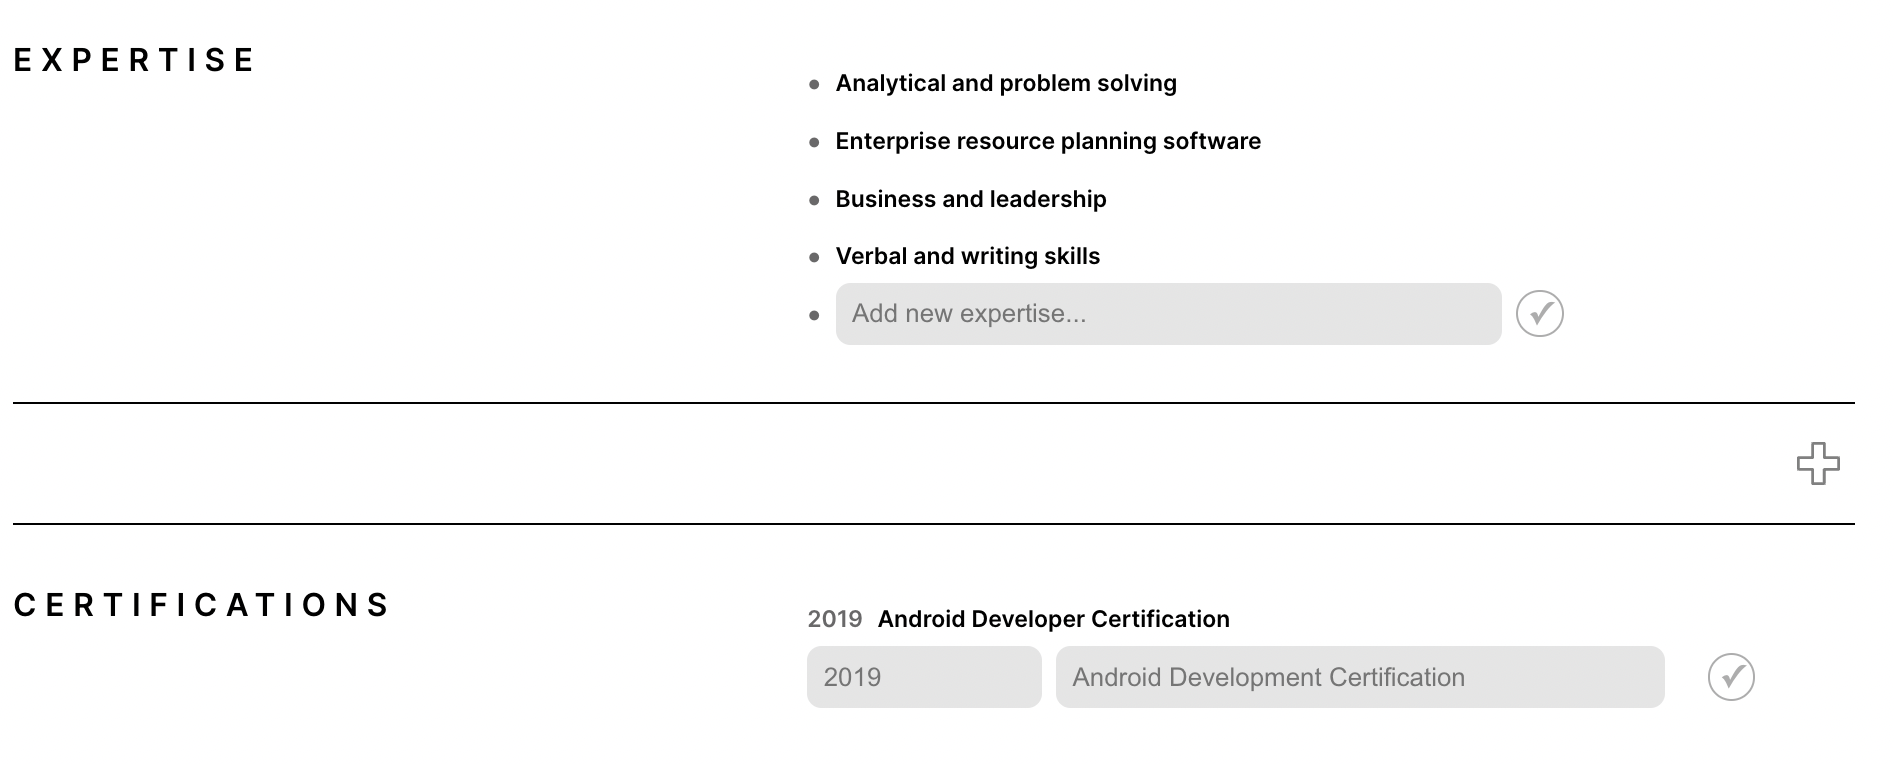 EXPERTISE
Analytical and problem solving
Enterprise resource planning software
Business and leadership
Verbal and writing skills
Add new expertise...
CERTIFICATIONS
2019 Android Developer Certification
2019 Android Development Certification